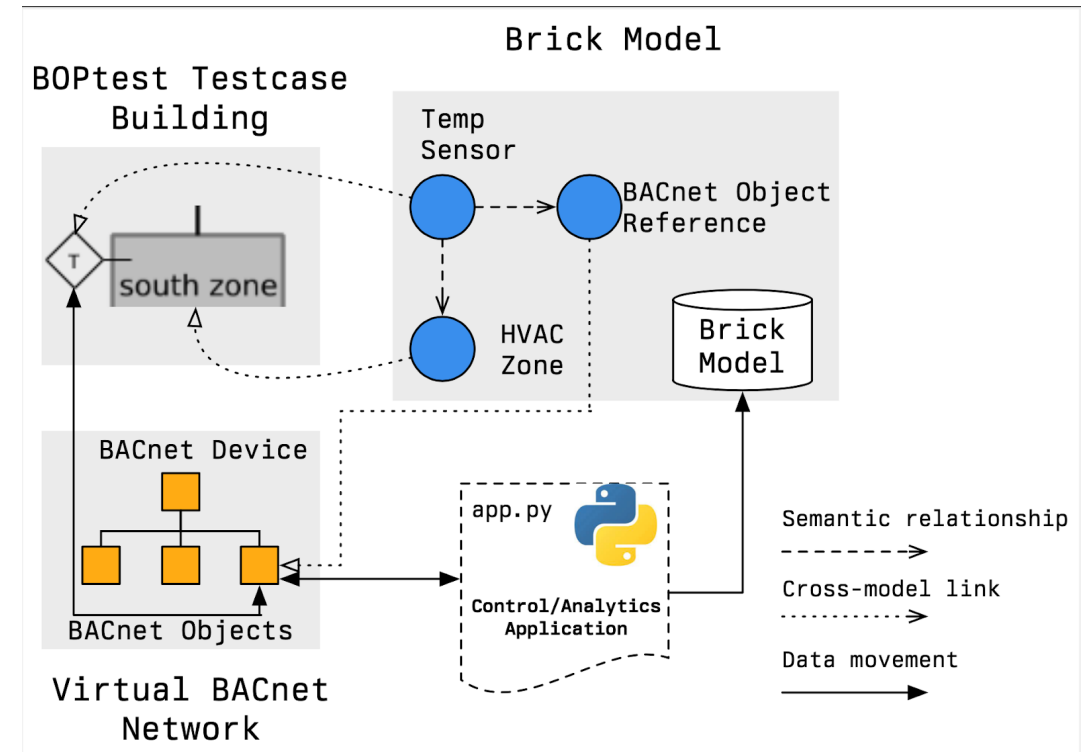 Brick Model
BOPtest Testcase
Building
Temp
Sensor
BACnet Object
Reference
T
south zone
HVAC
Zone
Brick
Model
BACnet Device
app.py
Control/Analytics
Application
BACnet Objects
Virtual BACnet
Network
Semantic relationship
Cross-model link
Data movement